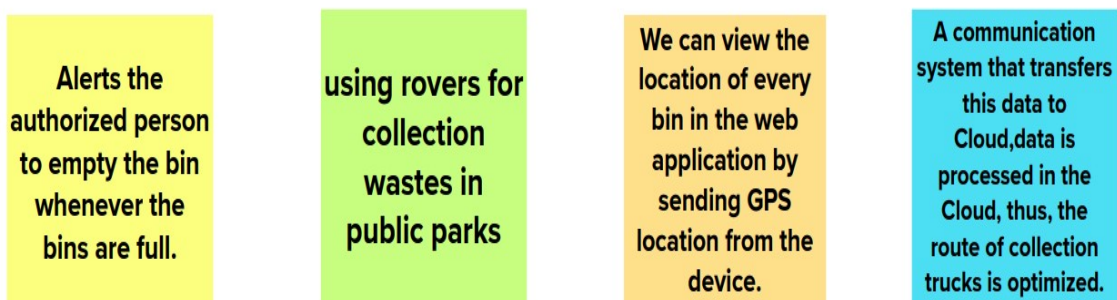 Alerts the
authorized person
to empty the bin
whenever the
bins are full.
using rovers for
collection
wastes in
public parks
We can view the
location of every
bin in the web
application by
sending GPS
location from the
device.
A communication
system that transfers
this data to
Cloud,data is
processed in the
Cloud, thus, the
route of collection
trucks is optimized.